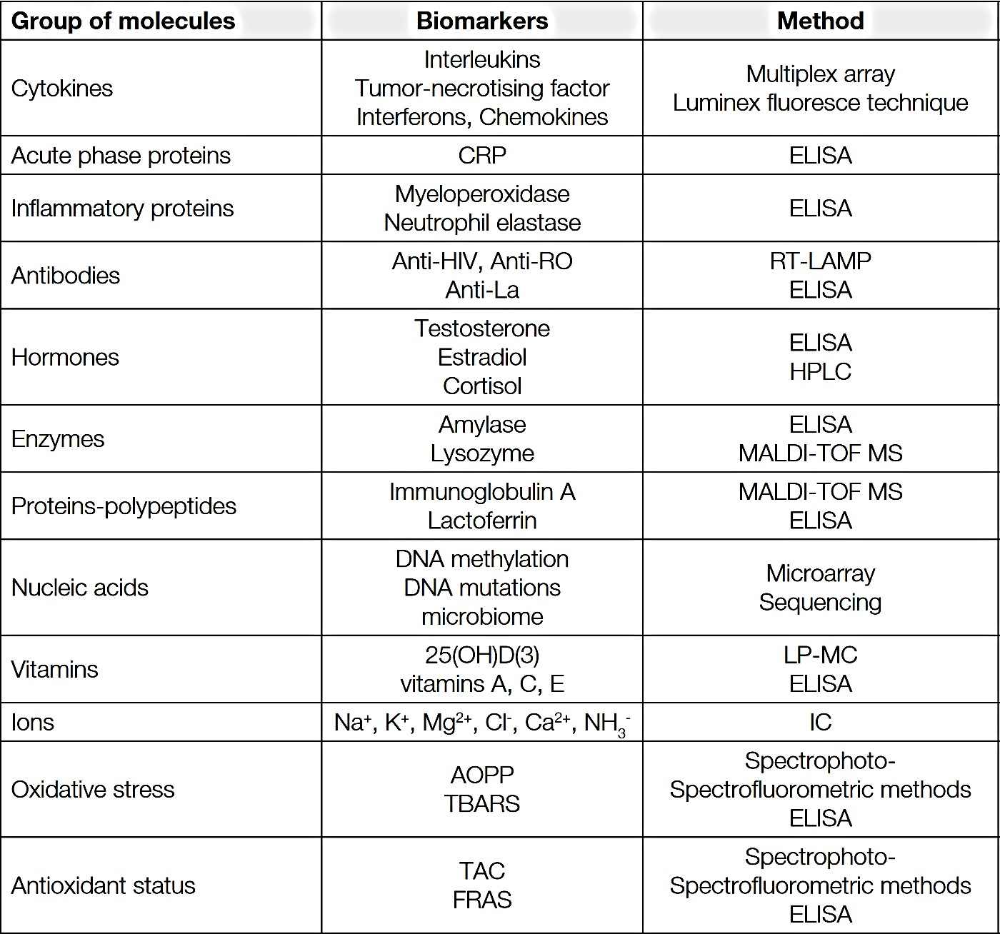 Group of molecules Biomarkers Method
Cytokines
Interleukins
Tumor-necrotising factor
Interferons, Chemokines
Multiplex array
Luminex fluoresce technique
Acute phase proteins CRP ELISA
Inflammatory proteins
Myeloperoxidase
Neutrophil elastase
ELISA
Antibodies
Anti-HIV, Anti-RO
Anti-La
RT-LAMP
ELISA
Hormones
Testosterone
Estradiol
Cortisol
ELISA
HPLC
Enzymes
Amylase
Lysozyme
ELISA
MALDI-TOF MS
Proteins-polypeptides
Immunoglobulin A
Lactoferrin
MALDI-TOF MS
ELISA
Nucleic acids
DNA methylation
DNA mutations
microbiome
Microarray
Sequencing
Vitamins
25(OH)D(3)
vitamins A, C, E
LP-MC
ELISA
Ions Na⁺, K⁺, Mg²⁺, Cl⁻, Ca²⁺, NH₃⁻ IC
Oxidative stress
AOPP
TBARS
Spectrophoto-
Spectrofluorometric methods
ELISA
Antioxidant status
TAC
FRAS
Spectrophoto-
Spectrofluorometric methods
ELISA